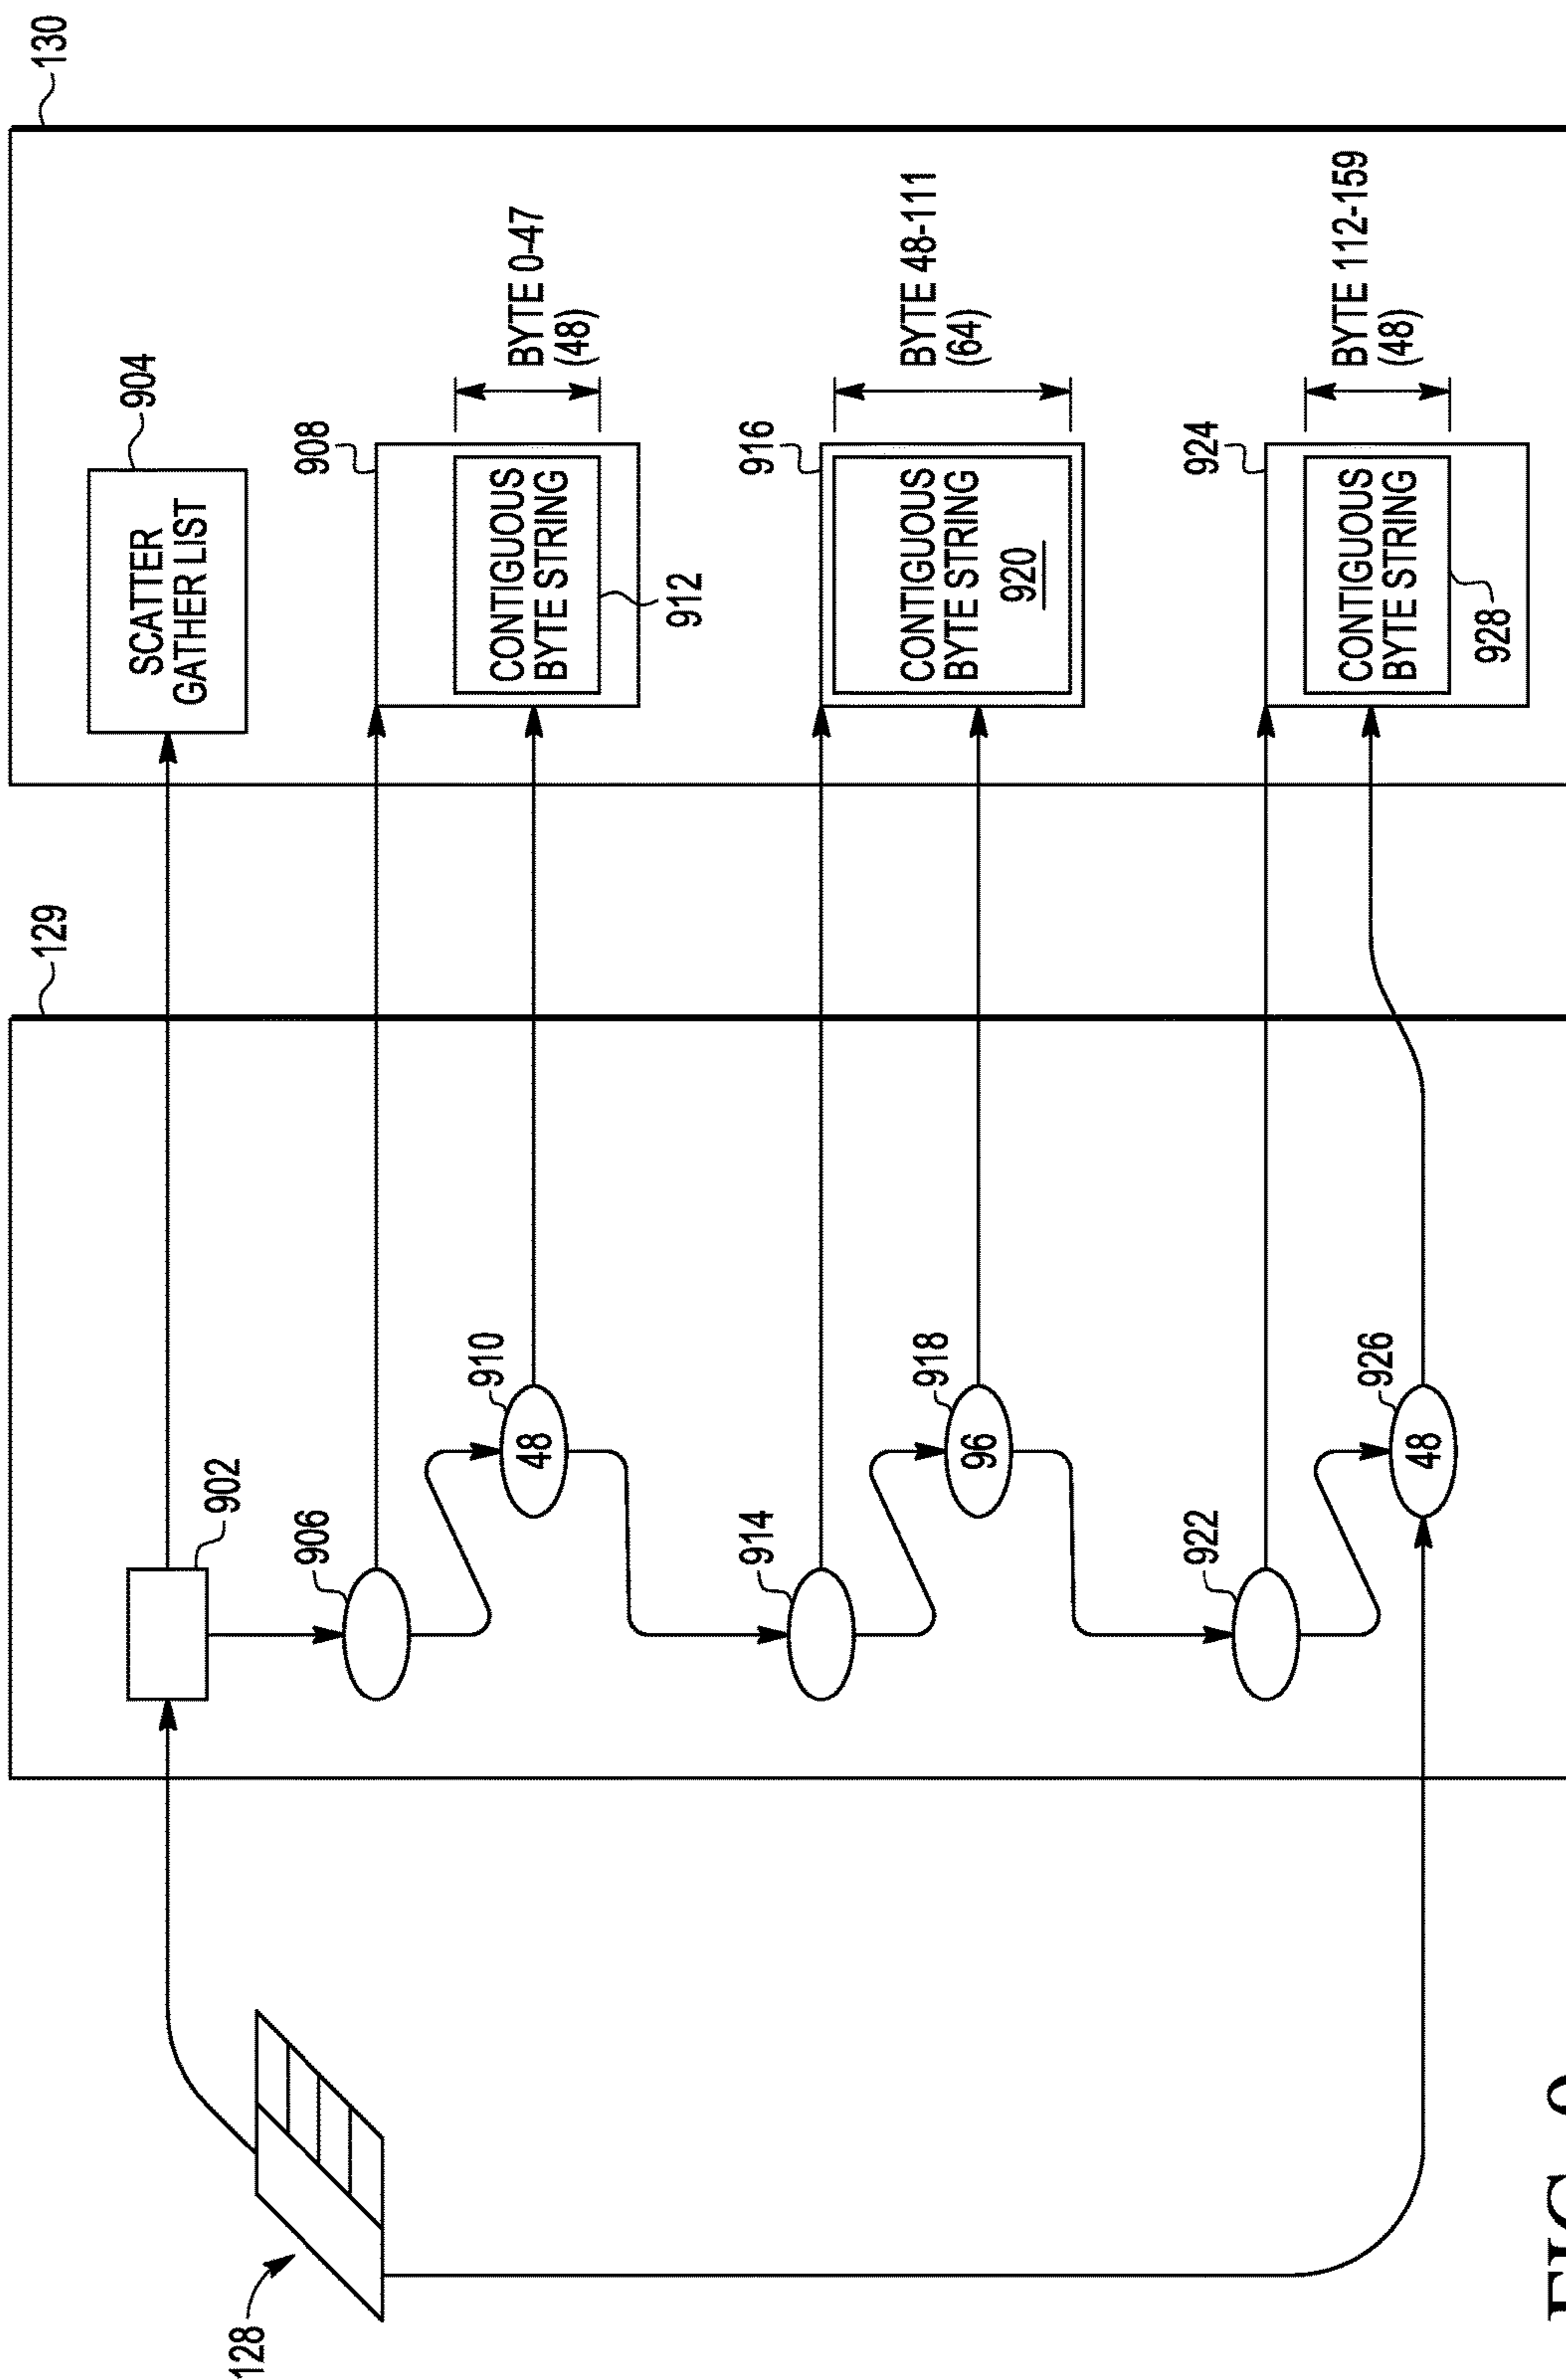 130
129
128
904
SCATTER
GATHER LIST
902
906
908
BYTE 0-47
(48)
CONTIGUOUS
BYTE STRING
912
910
48
914
916
BYTE 48-111
(64)
CONTIGUOUS
BYTE STRING
920
918
96
922
924
BYTE 112-159
(48)
CONTIGUOUS
BYTE STRING
928
926
48
FIG. 9